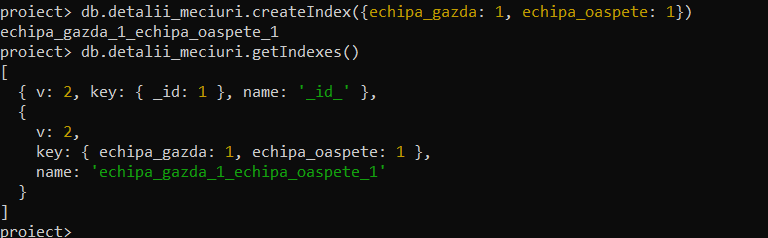 proiect> db.detalii_meciuri.createIndex({echipa_gazda: 1, echipa_oaspete: 1})
echipa_gazda_1_echipa_oaspete_1
proiect> db.detalii_meciuri.getIndexes()
[
  { v: 2, key: { _id: 1 }, name: '_id_' },
  {
    v: 2,
    key: { echipa_gazda: 1, echipa_oaspete: 1 },
    name: 'echipa_gazda_1_echipa_oaspete_1'
  }
]
proiect>